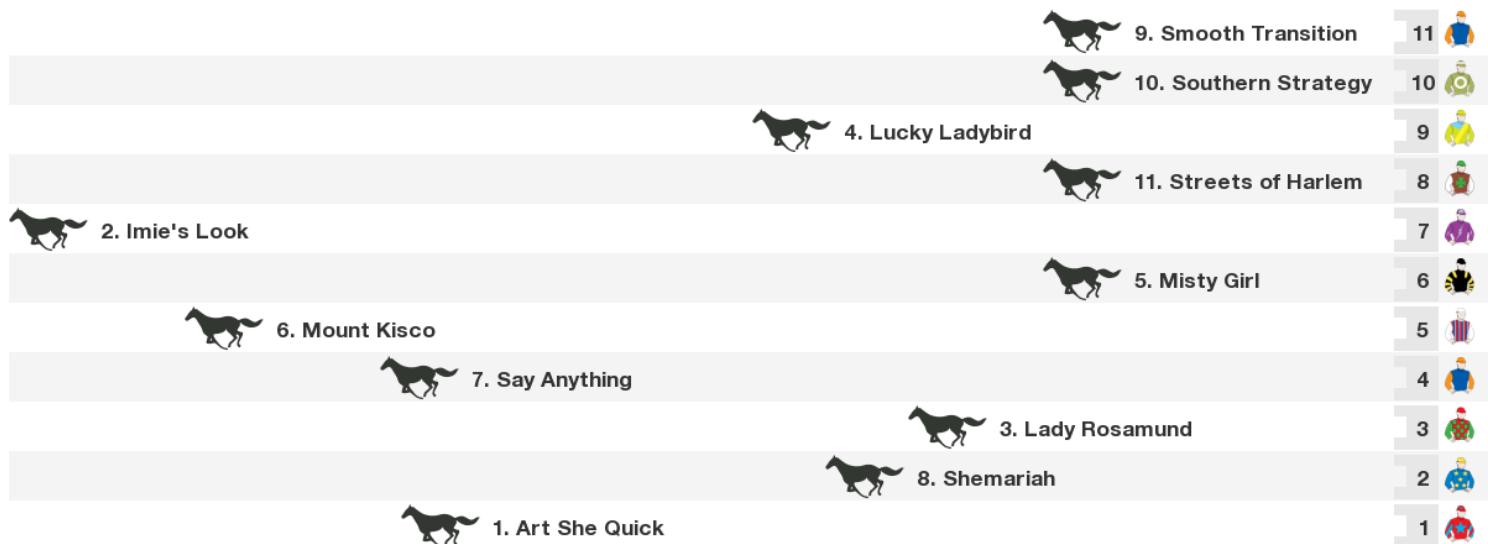 9. Smooth Transition 11
10. Southern Strategy 10
4. Lucky Ladybird 9
11. Streets of Harlem 8
2. Imie's Look 7
5. Misty Girl 6
6. Mount Kisco 5
7. Say Anything 4
3. Lady Rosamund 3
8. Shemariah 2
1. Art She Quick 1